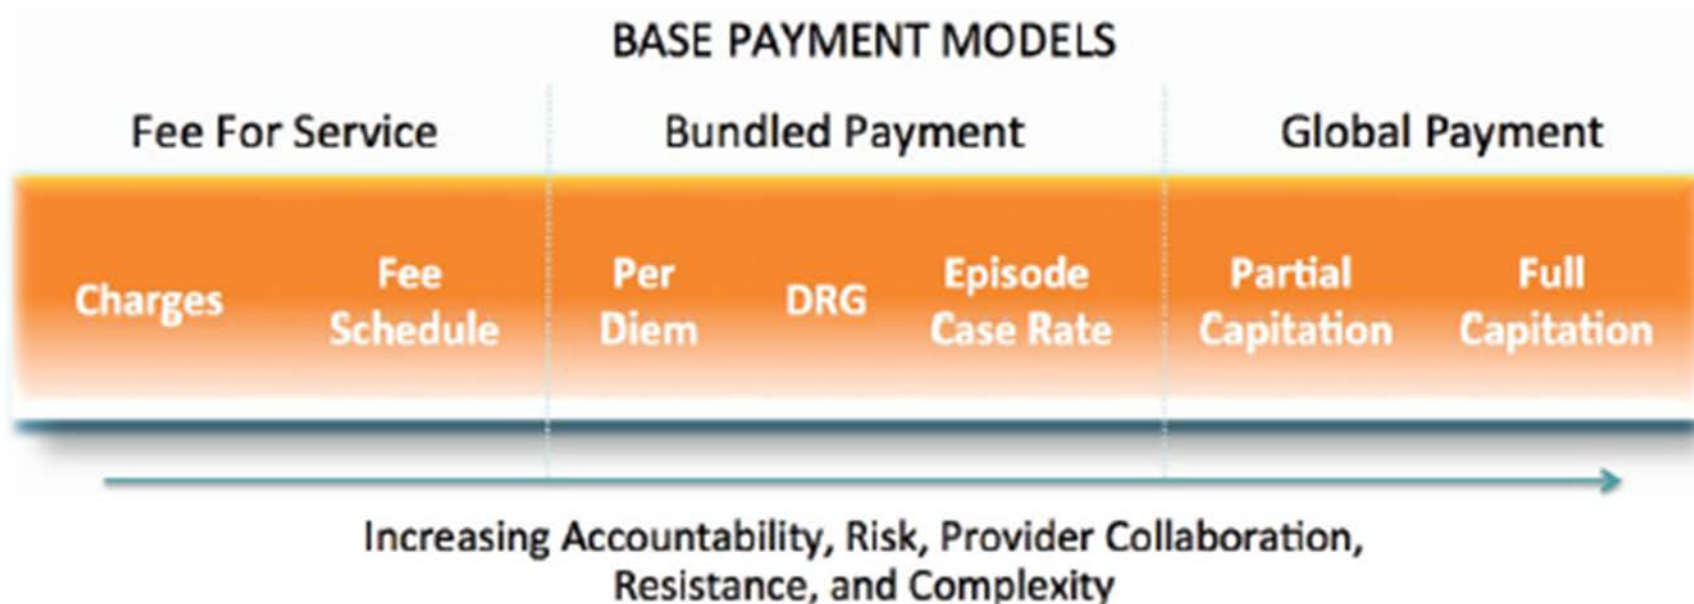 BASE PAYMENT MODELS
Fee For Service
Bundled Payment
Global Payment
Charges
Fee
Schedule
Per
Diem
DRG
Episode
Case Rate
Partial
Capitation
Full
Capitation
Increasing Accountability, Risk, Provider Collaboration,
Resistance, and Complexity